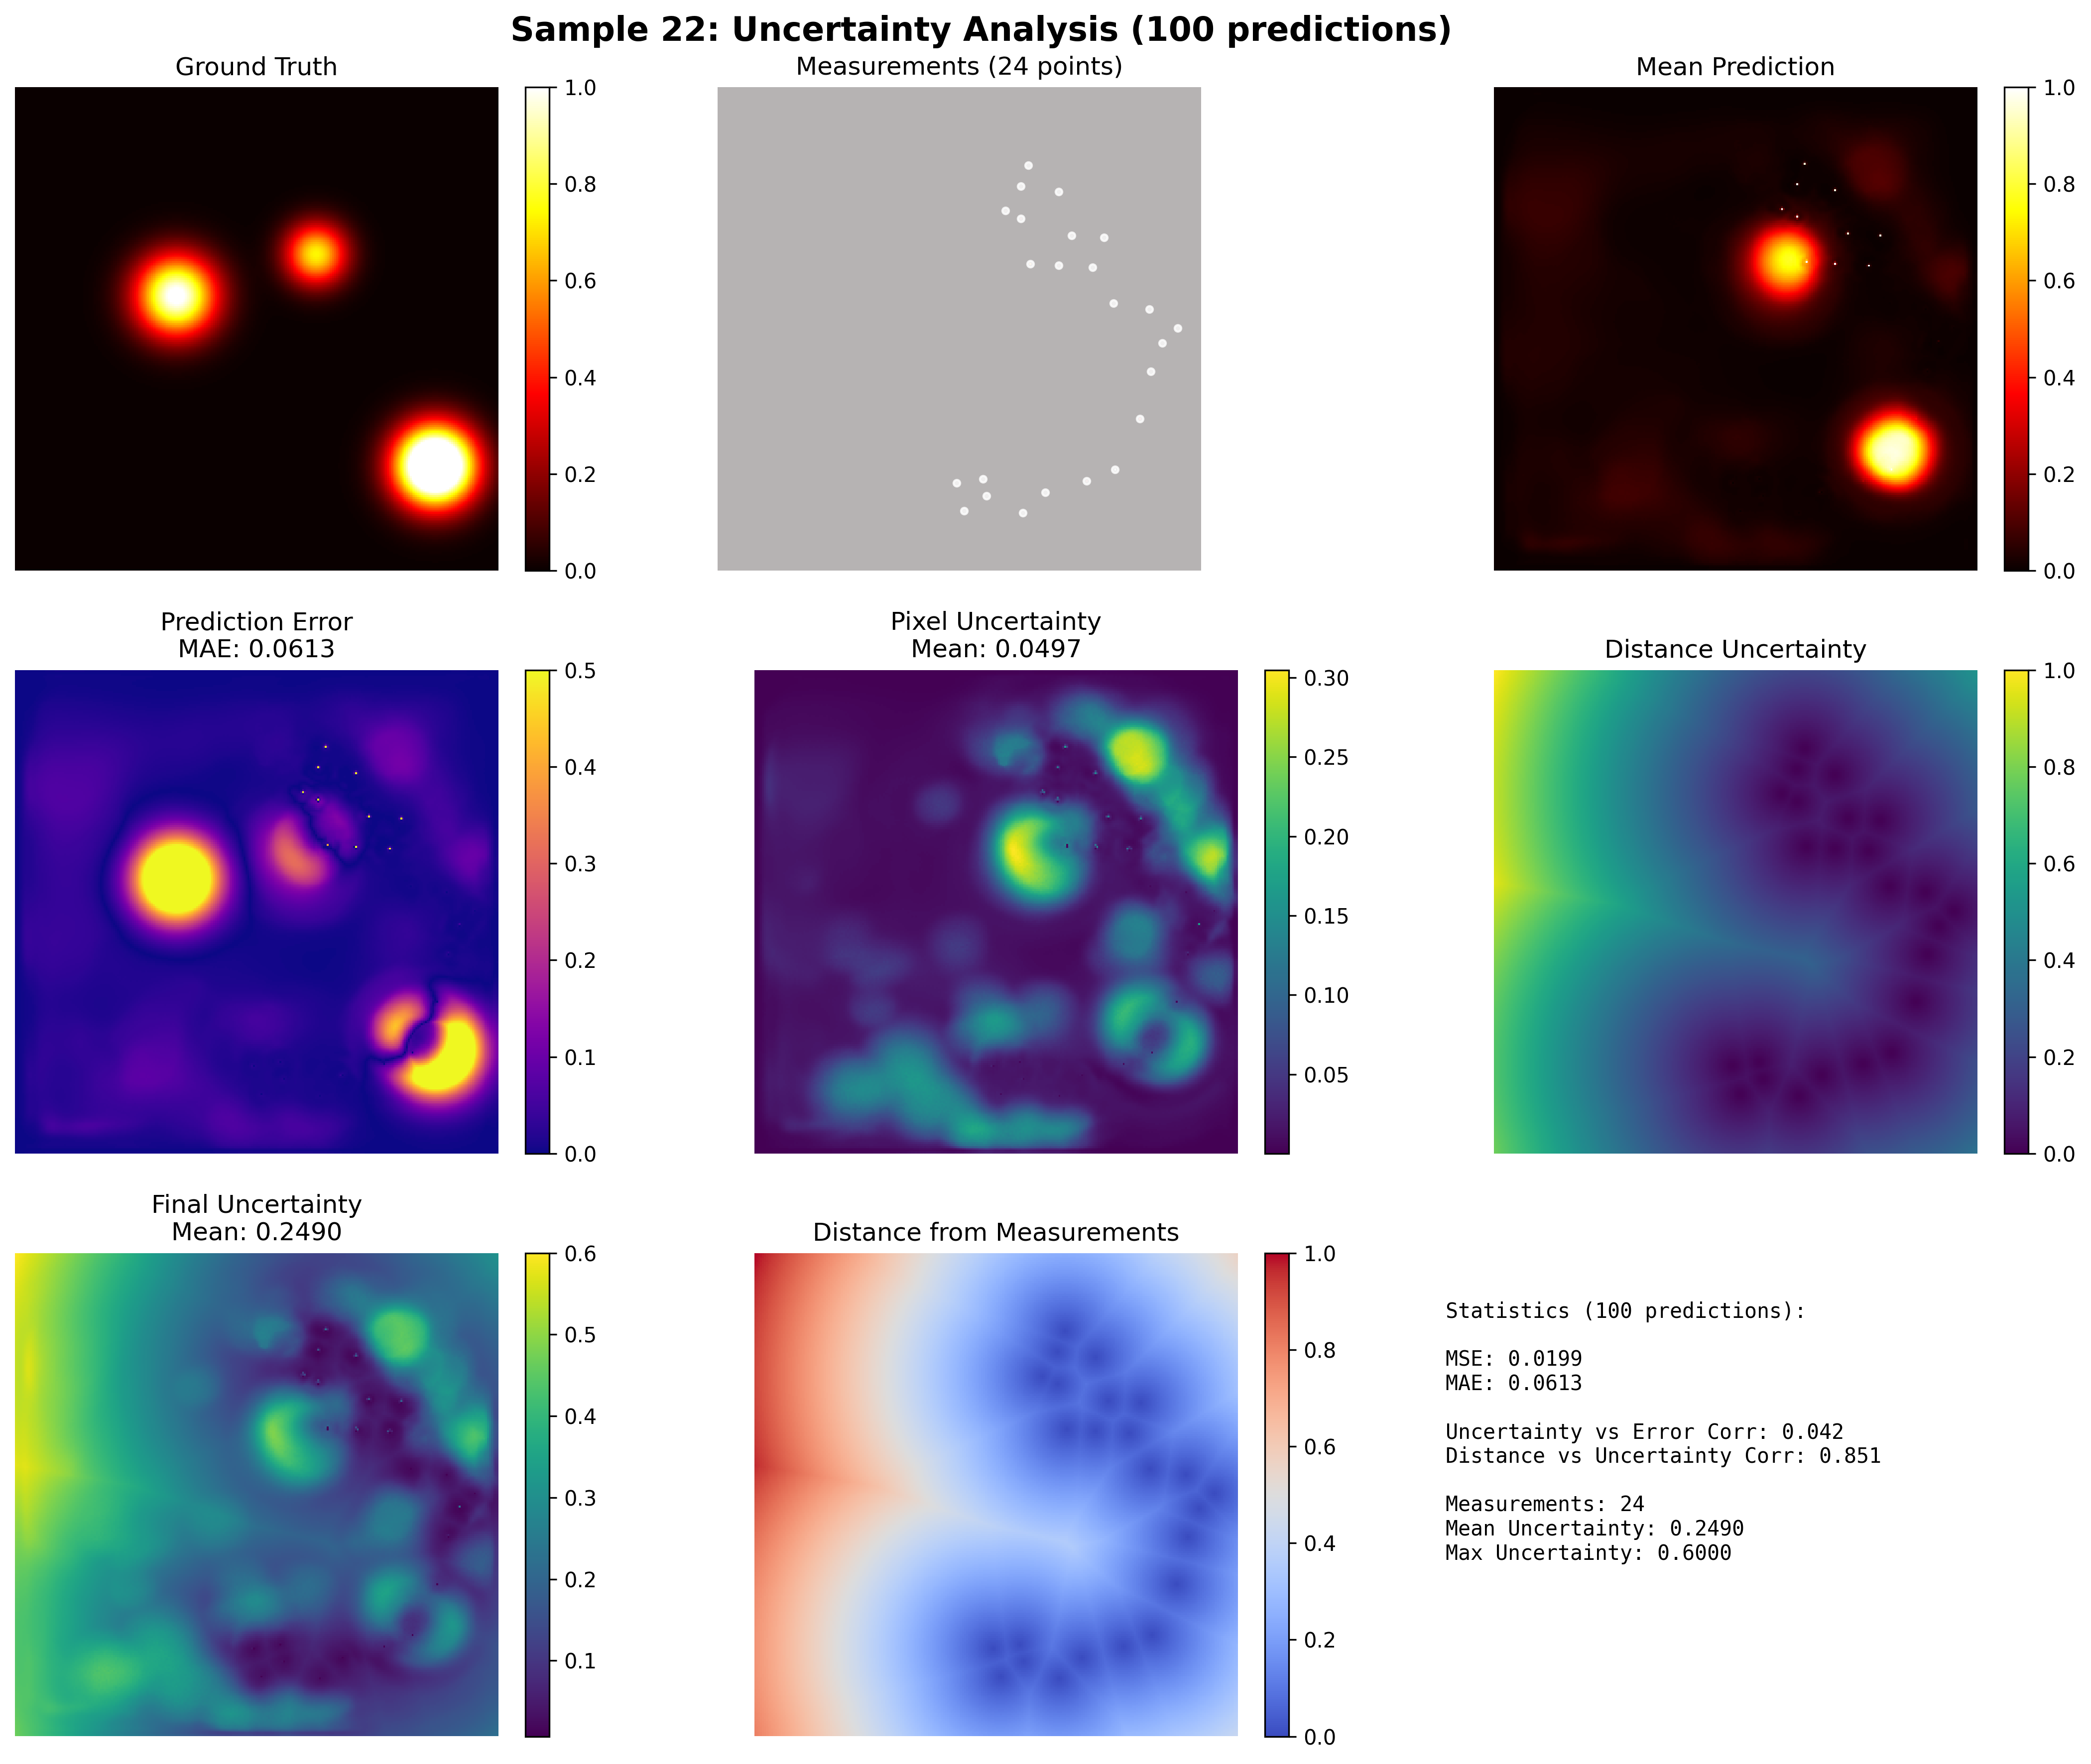 Sample 22: Uncertainty Analysis (100 predictions)
Ground Truth
1.0
0.8
0.6
0.4
0.2
0.0
Measurements (24 points)
Mean Prediction
1.0
0.8
0.6
0.4
0.2
0.0
Prediction Error
MAE: 0.0613
0.5
0.4
0.3
0.2
0.1
0.0
Pixel Uncertainty
Mean: 0.0497
0.30
0.25
0.20
0.15
0.10
0.05
Distance Uncertainty
1.0
0.8
0.6
0.4
0.2
0.0
Final Uncertainty
Mean: 0.2490
0.6
0.5
0.4
0.3
0.2
0.1
Distance from Measurements
1.0
0.8
0.6
0.4
0.2
0.0
Statistics (100 predictions):
MSE: 0.0199
MAE: 0.0613
Uncertainty vs Error Corr: 0.042
Distance vs Uncertainty Corr: 0.851
Measurements: 24
Mean Uncertainty: 0.2490
Max Uncertainty: 0.6000